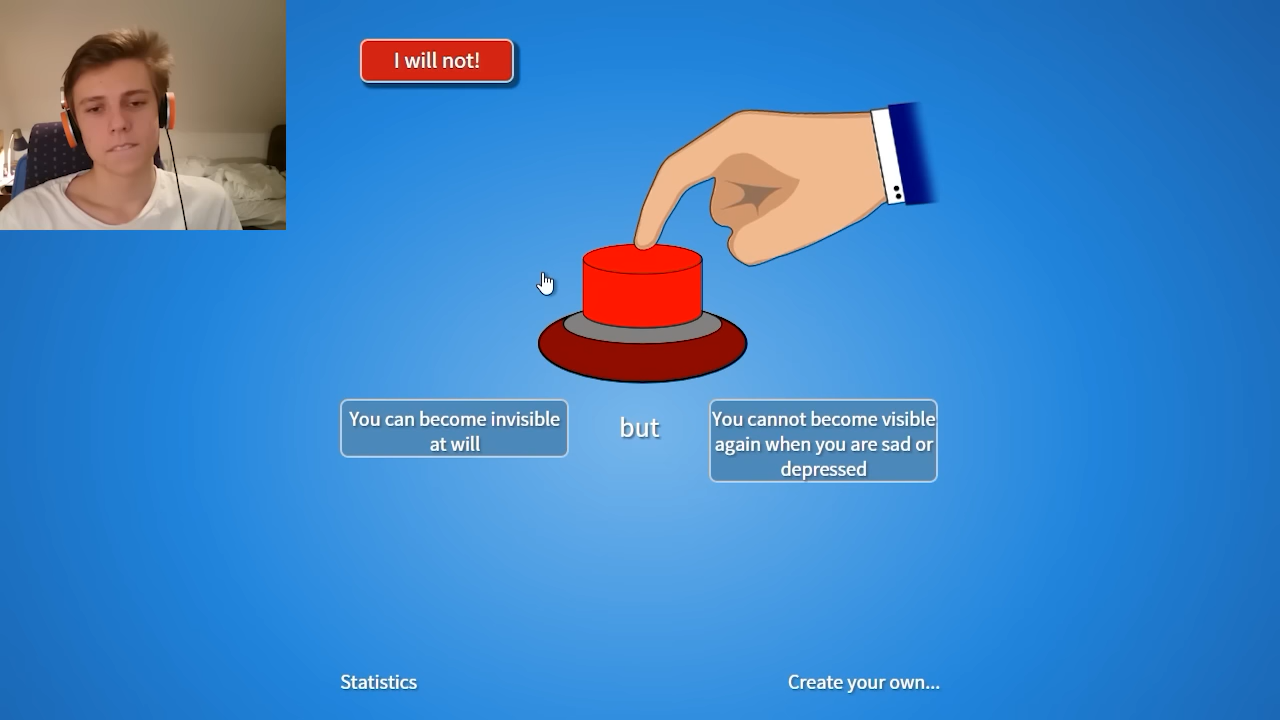 I will not!
You can become invisible
at will
but
You cannot become visible
again when you are sad or
depressed
Statistics
Create your own...